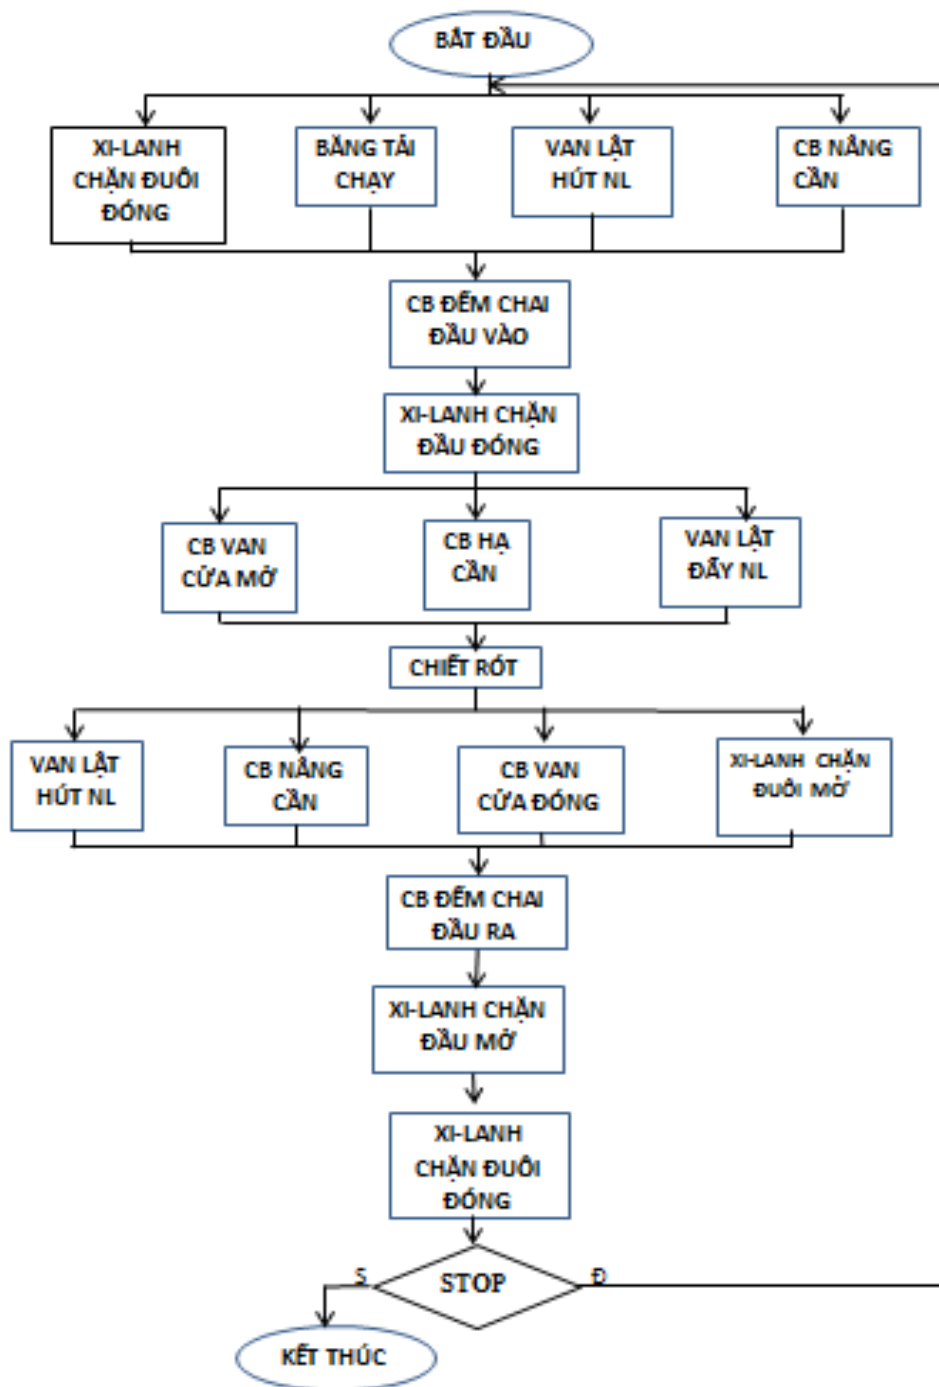 BẮT ĐẦU
XI-LANH
CHẶN ĐUÔI
ĐÓNG
BĂNG TẢI
CHẠY
VAN LẬT
HÚT NL
CB NÂNG
CẦN
CB ĐẾM CHAI
ĐẦU VÀO
XI-LANH CHẶN
ĐẦU ĐÓNG
CB VAN
CỬA MỞ
CB HẠ
CẦN
VAN LẬT
ĐẨY NL
CHIẾT RÓT
VAN LẬT
HÚT NL
CB NÂNG
CẦN
CB VAN
CỬA ĐÓNG
XI-LANH CHẶN
ĐUÔI MỞ
CB ĐẾM CHAI
ĐẦU RA
XI-LANH CHẶN
ĐẦU MỞ
XI-LANH
CHẶN ĐUÔI
ĐÓNG
S
STOP
Đ
KẾT THÚC